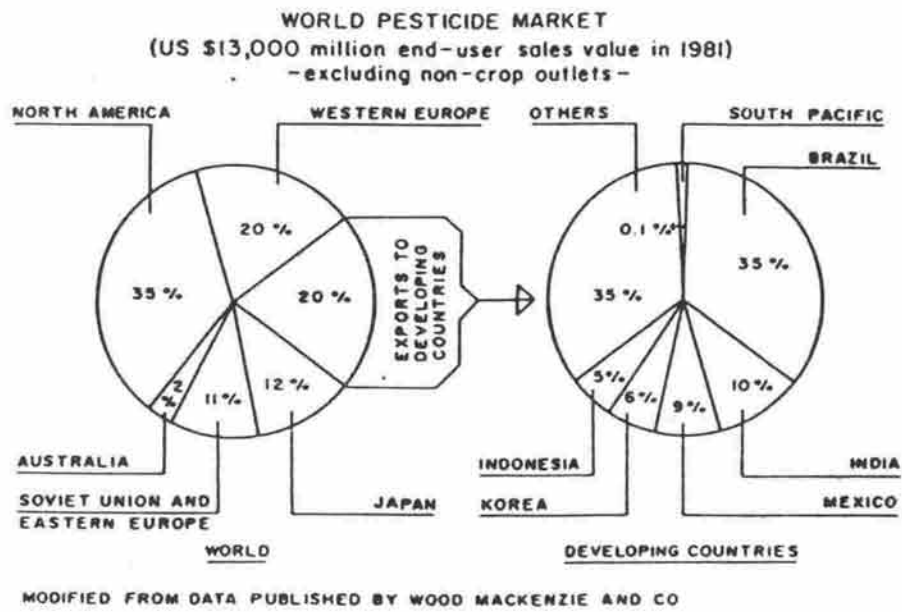 WORLD PESTICIDE MARKET
(US $13,000 million end-user sales value in 1981)
-excluding non-crop outlets-
NORTH AMERICA
WESTERN EUROPE
OTHERS
SOUTH PACIFIC
BRAZIL
20 %
35 %
20 %
2 %
11 %
12 %
EXPORTS TO
DEVELOPING
COUNTRIES
0.1 %
35 %
35 %
5 %
6 %
9 %
10 %
AUSTRALIA
SOVIET UNION AND
EASTERN EUROPE
JAPAN
INDONESIA
KOREA
INDIA
MEXICO
WORLD
DEVELOPING COUNTRIES
MODIFIED FROM DATA PUBLISHED BY WOOD MACKENZIE AND CO